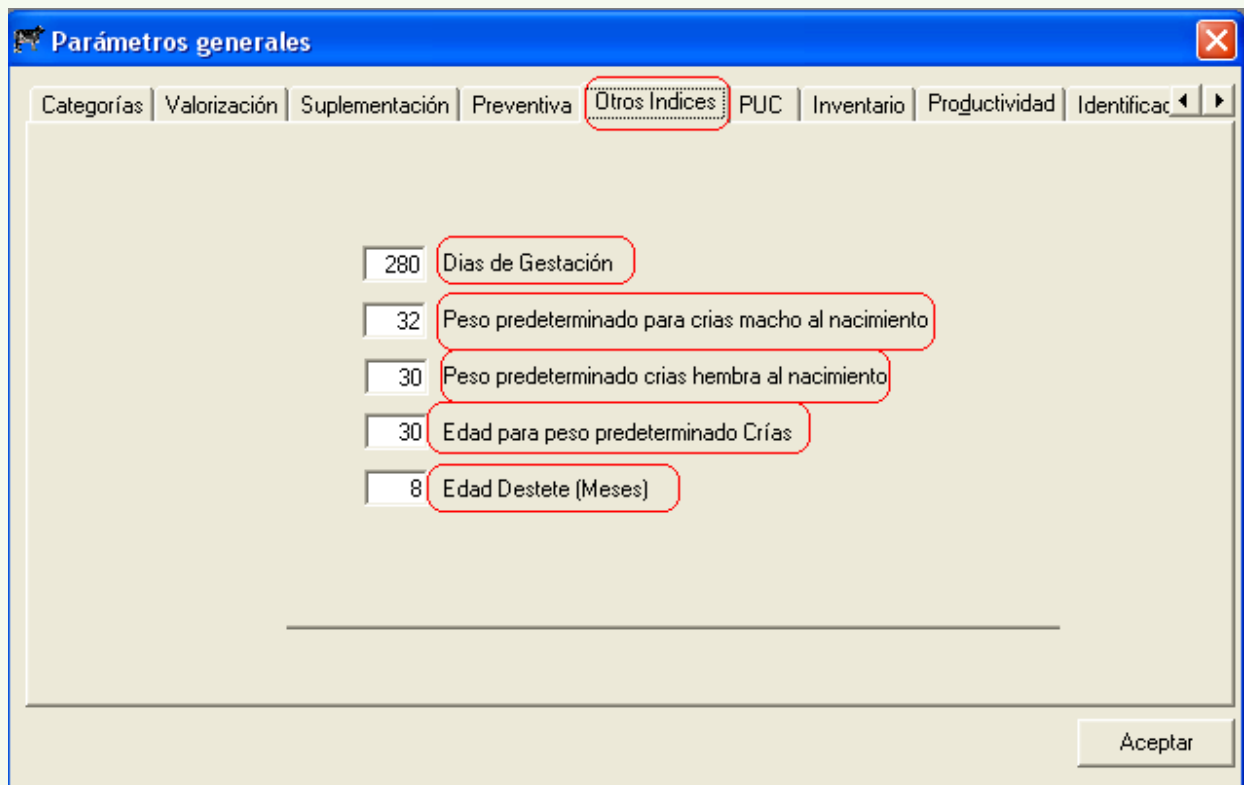 Parámetros generales
Categorías Valorización Suplementación Preventiva Otros Indices PUC Inventario Productividad Identificac
280 Dias de Gestación
32 Peso predeterminado para crias macho al nacimiento
30 Peso predeterminado crias hembra al nacimiento
30 Edad para peso predeterminado Crías
8 Edad Destete (Meses)
Aceptar